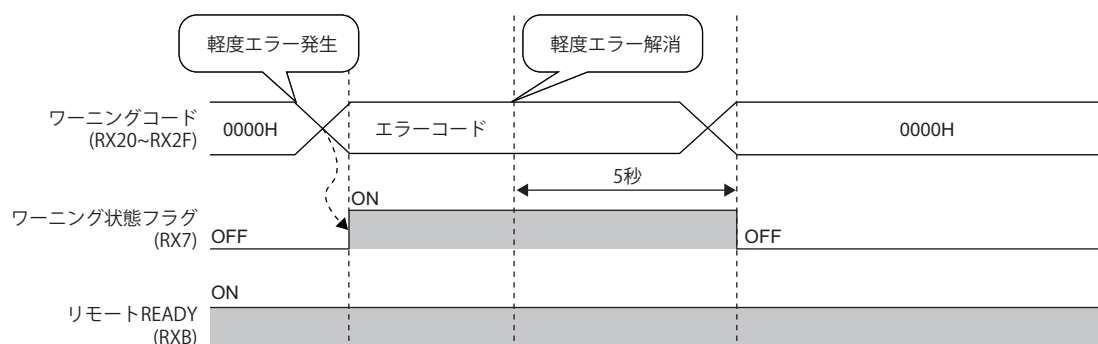 軽度エラー発生
軽度エラー解消
ワーニングコード
(RX20~RX2F)
0000H
エラーコード
0000H
5秒
ワーニング状態フラグ
(RX7)
OFF
ON
OFF
リモートREADY
(RXB)
ON